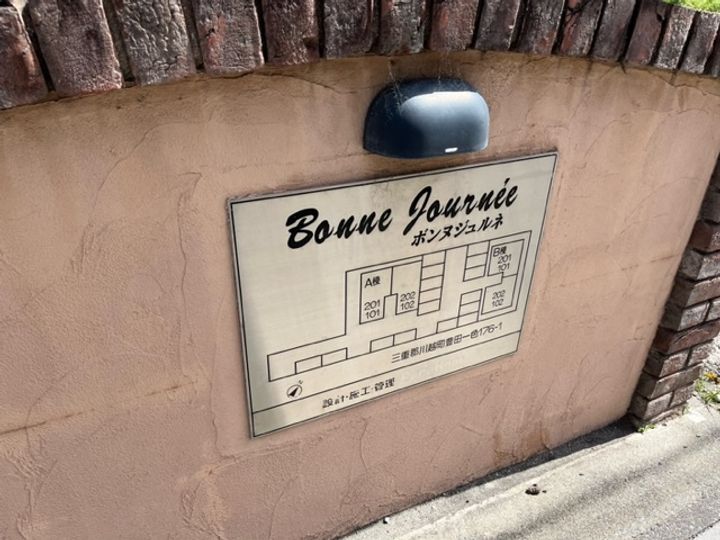 Bonne Journée
ボンヌジュルネ
A棟
201
101
202
102
B棟
201
101
202
102
三重郡川越町豊田一色176-1
設計・施工・管理